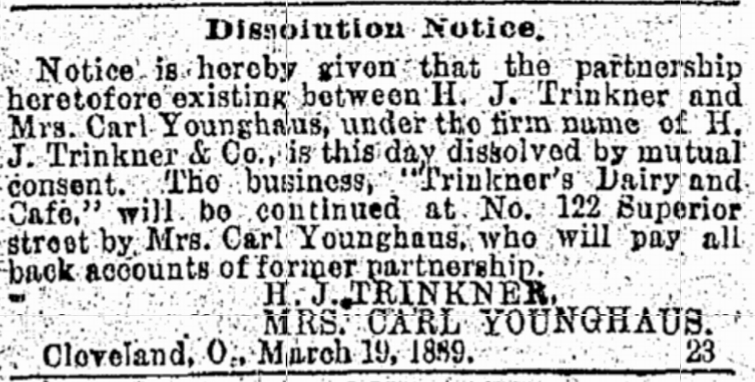 Dissolution Notice.
Notice is hereby given that the partnership
heretofore existing between H. J. Trinkner and
Mrs. Carl Younghaus, under the firm name of H.
J. Trinkner & Co., is this day dissolved by mutual
consent. The business, "Trinkner's Dairy and
Cafe," will be continued at No. 122 Superior
street by Mrs. Carl Younghaus, who will pay all
back accounts of former partnership.
H. J. TRINKNER,
MRS. CARL YOUNGHAUS.
Cleveland, O., March 19, 1889. 23